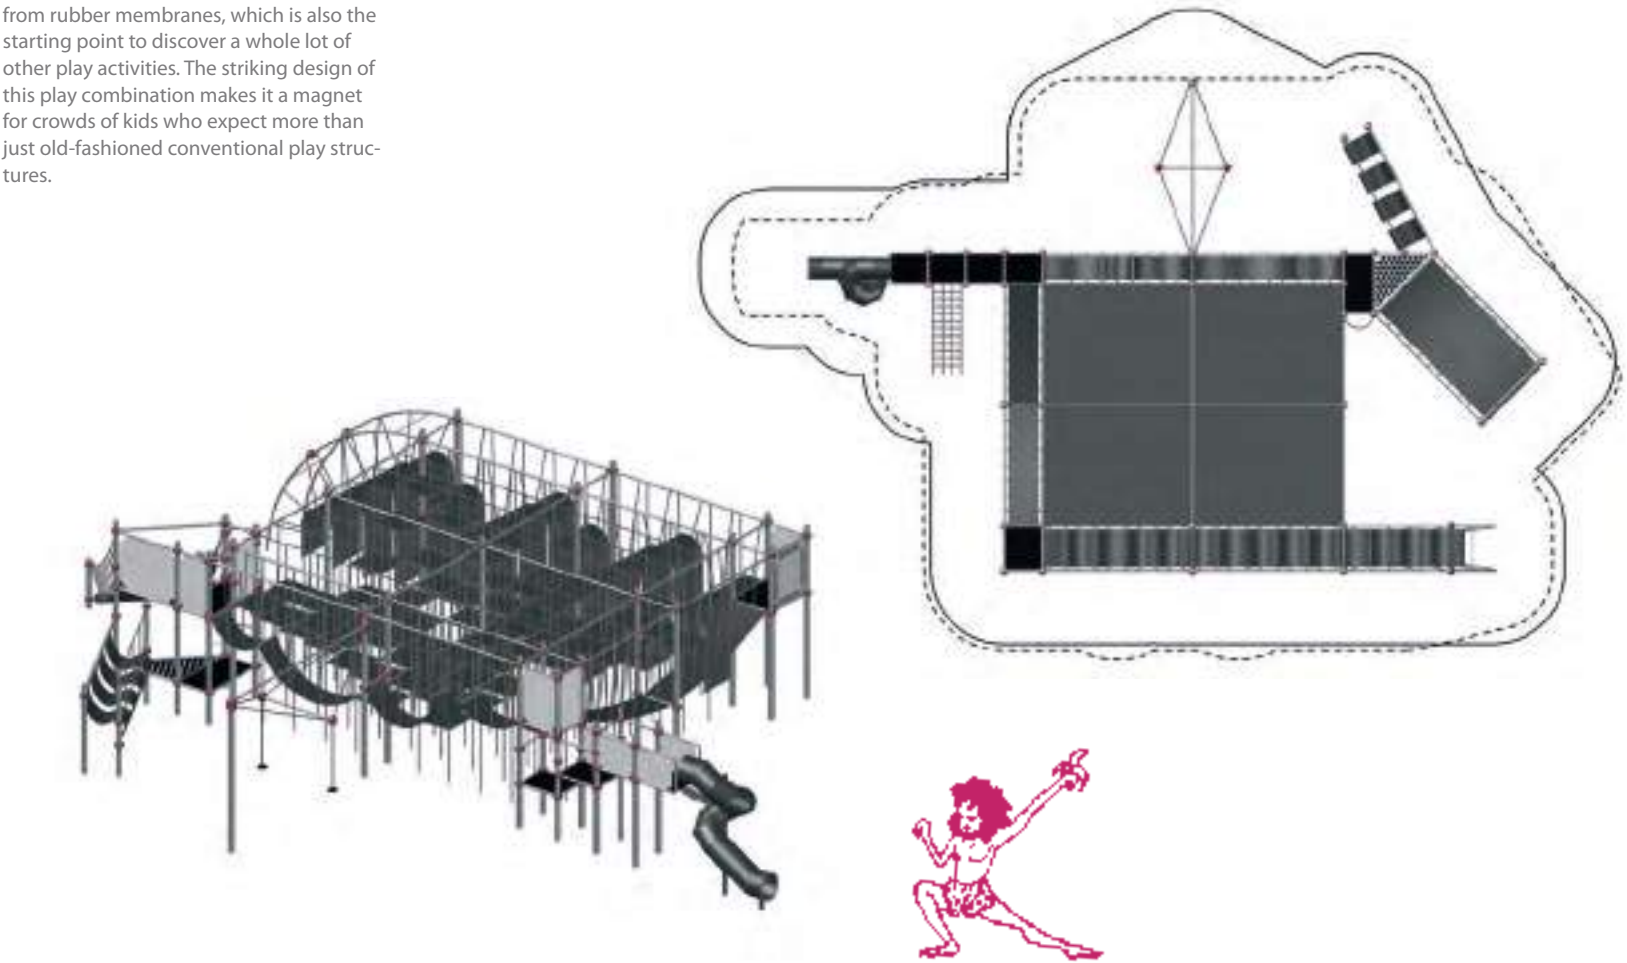 from rubber membranes, which is also the
starting point to discover a whole lot of
other play activities. The striking design of
this play combination makes it a magnet
for crowds of kids who expect more than
just old-fashioned conventional play struc-
tures.